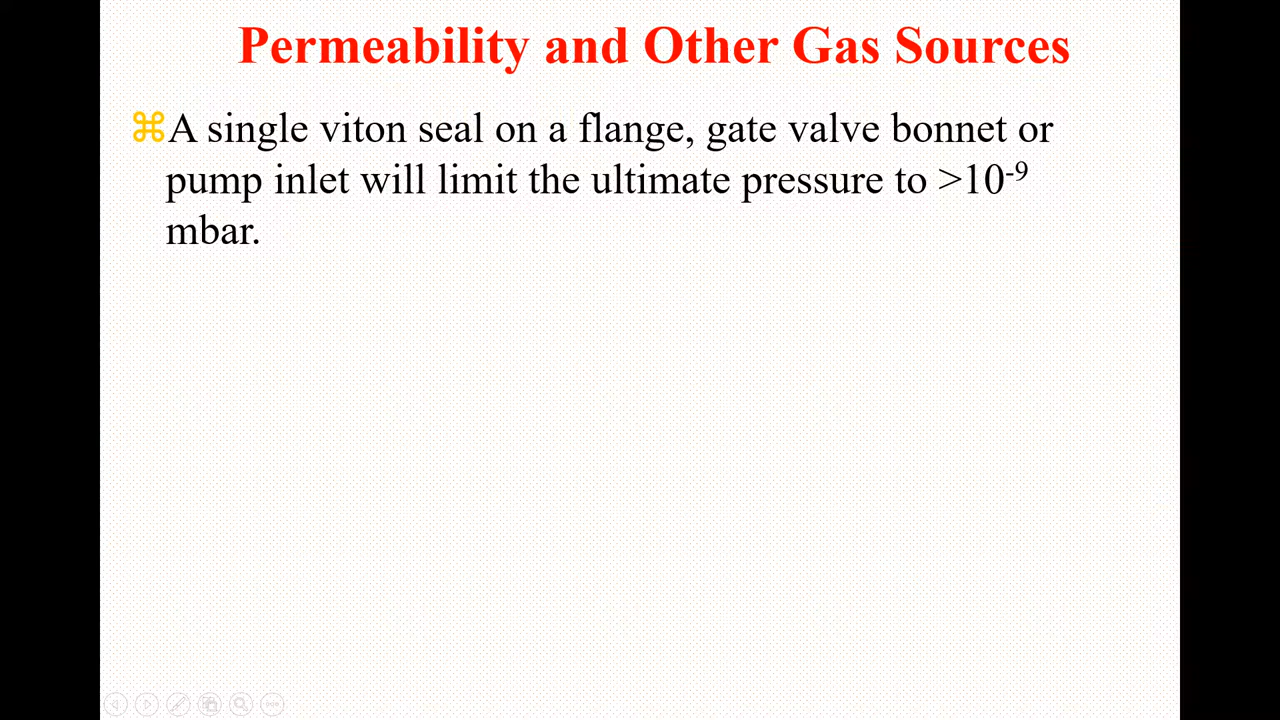 Permeability and Other Gas Sources
⌘A single viton seal on a flange, gate valve bonnet or
pump inlet will limit the ultimate pressure to >10⁻⁹
mbar.